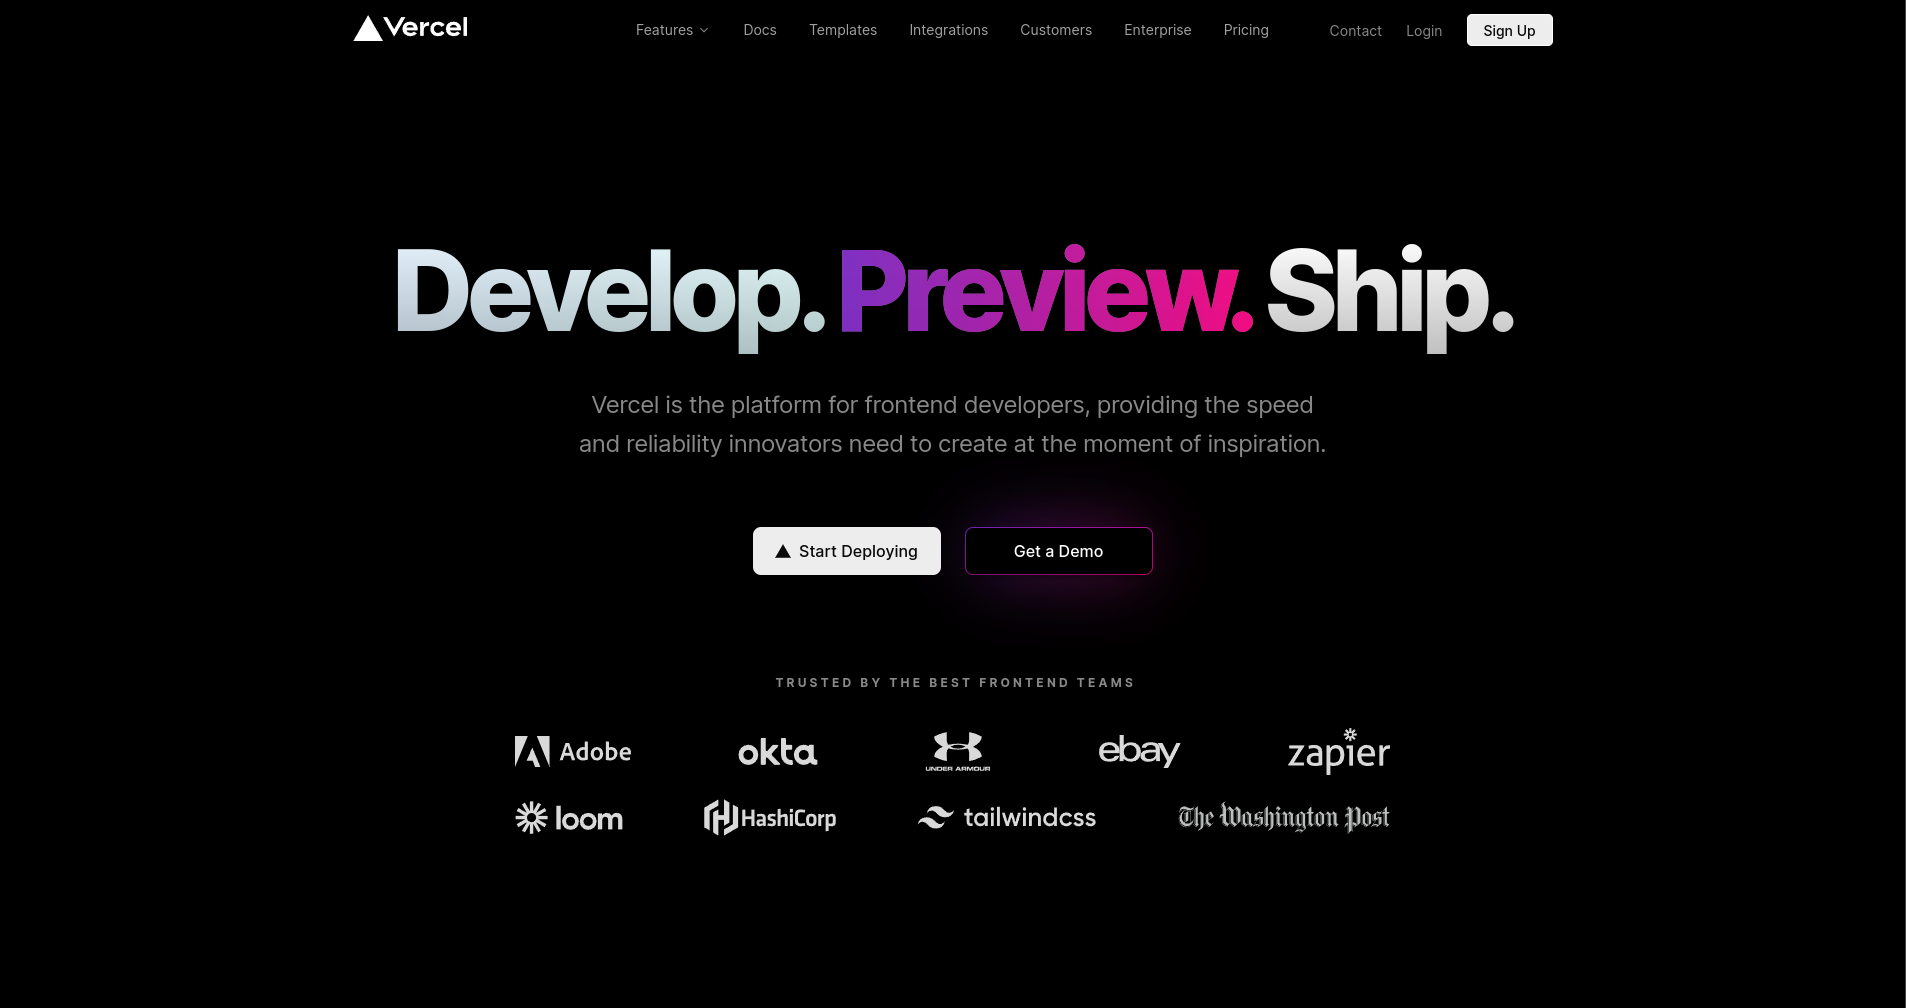 Vercel
Features Docs Templates Integrations Customers Enterprise Pricing Contact Login Sign Up
Develop. Preview. Ship.
Vercel is the platform for frontend developers, providing the speed
and reliability innovators need to create at the moment of inspiration.
Start Deploying Get a Demo
TRUSTED BY THE BEST FRONTEND TEAMS
Adobe okta UNDER ARMOUR ebay zapier
loom HashiCorp tailwindcss The Washington Post